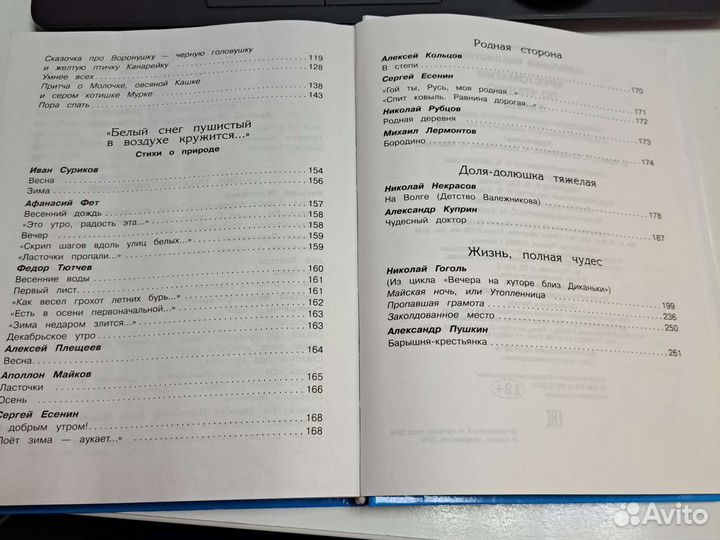 Сказочка про Воронушку — черную головушку
и желтую птичку Канарейку 119
Умнее всех 128
Притча о Молочке, овсяной Кашке
и сером котишке Мурке 138
Пора спать 143
«Белый снег пушистый
в воздухе кружится...»
Стихи о природе
Иван Суриков
Весна 154
Зима 156
Афанасий Фет
Весенний дождь 157
«Это утро, радость эта...» 158
Вечер 158
«Скрип шагов вдоль улиц белых...» 159
«Ласточки пропали...» 159
Федор Тютчев
Весенние воды 160
Первый лист 161
«Как весел грохот летних бурь...» 161
«Есть в осени первоначальной...» 162
«Зима недаром злится...» 163
Декабрьское утро 163
Алексей Плещеев
Весна 164
Аполлон Майков
Ласточки 165
Осень 166
Сергей Есенин
С добрым утром! 168
Поёт зима — аукает...» 168
Родная сторона
Алексей Кольцов
В степи 170
Сергей Есенин
«Гой ты, Русь, моя родная...» 171
«Спит ковыль. Равнина дорогая...» 172
Николай Рубцов
Родная деревня 173
Михаил Лермонтов
Бородино 174
Доля-долюшка тяжелая
Николай Некрасов
На Волге (Детство Валежникова) 178
Александр Куприн
Чудесный доктор 187
Жизнь, полная чудес
Николай Гоголь
(Из цикла «Вечера на хуторе близ Диканьки»)
Майская ночь, или Утопленница 199
Пропавшая грамота 236
Заколдованное место 250
Александр Пушкин
Барышня-крестьянка 261
Avito